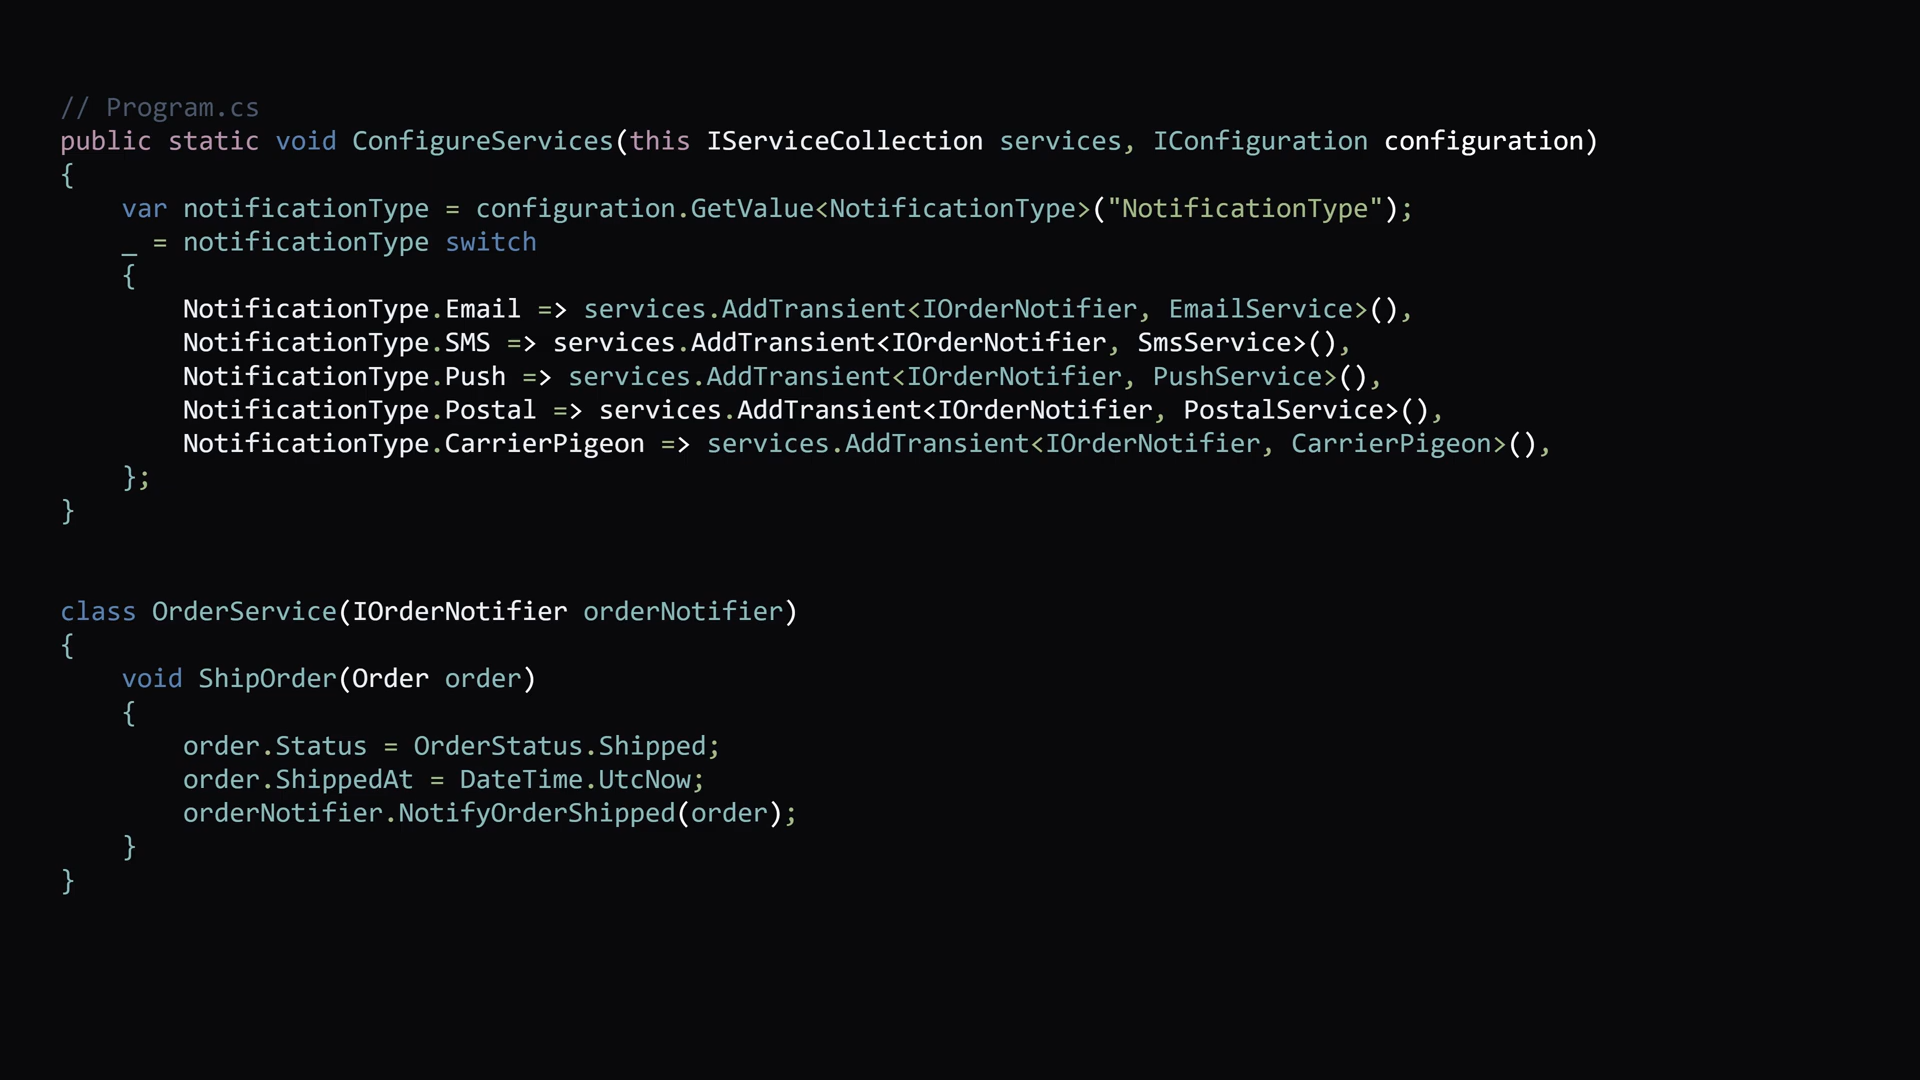 // Program.cs
public static void ConfigureServices(this IServiceCollection services, IConfiguration configuration)
{
    var notificationType = configuration.GetValue<NotificationType>("NotificationType");
    _ = notificationType switch
    {
        NotificationType.Email => services.AddTransient<IOrderNotifier, EmailService>(),
        NotificationType.SMS => services.AddTransient<IOrderNotifier, SmsService>(),
        NotificationType.Push => services.AddTransient<IOrderNotifier, PushService>(),
        NotificationType.Postal => services.AddTransient<IOrderNotifier, PostalService>(),
        NotificationType.CarrierPigeon => services.AddTransient<IOrderNotifier, CarrierPigeon>(),
    };
}
class OrderService(IOrderNotifier orderNotifier)
{
    void ShipOrder(Order order)
    {
        order.Status = OrderStatus.Shipped;
        order.ShippedAt = DateTime.UtcNow;
        orderNotifier.NotifyOrderShipped(order);
    }
}